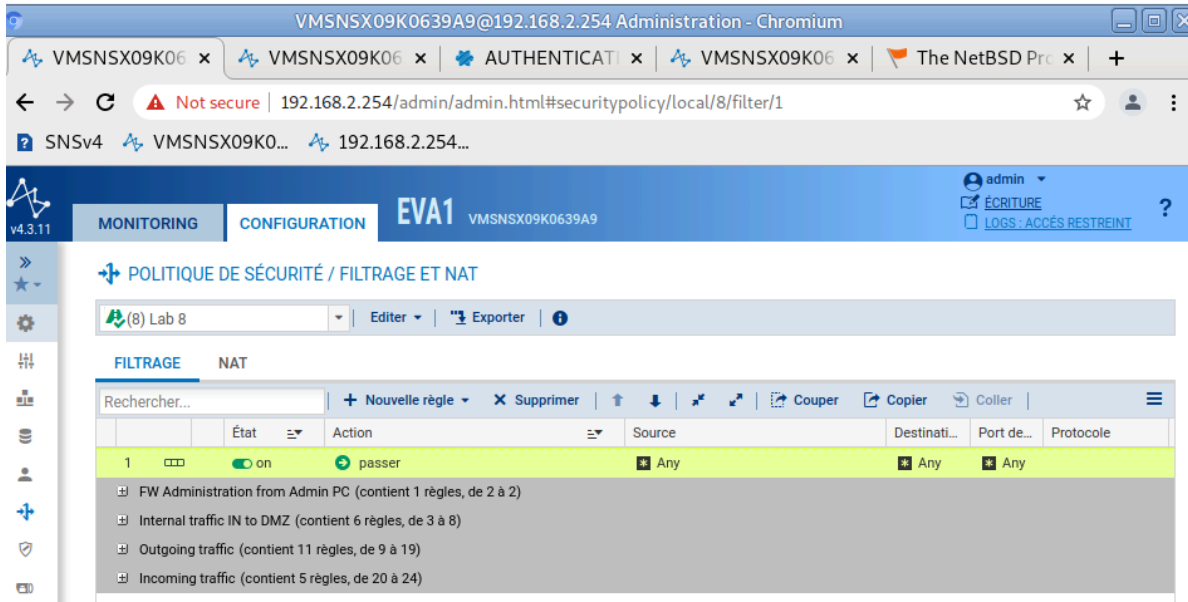 VMSNSX09K0639A9@192.168.2.254 Administration - Chromium
VMSNSX09K06 VMSNSX09K06 AUTHENTICATI VMSNSX09K06 The NetBSD Pro
Not secure 192.168.2.254/admin/admin.html#securitypolicy/local/8/filter/1
SNSv4 VMSNSX09K0... 192.168.2.254...
v4.3.11 MONITORING CONFIGURATION EVA1 VMSNSX09K0639A9 admin
ÉCRITURE
LOGS : ACCÉS RESTREINT ?
POLITIQUE DE SÉCURITÉ / FILTRAGE ET NAT
(8) Lab 8 Editer Exporter
FILTRAGE NAT
Rechercher... + Nouvelle règle Supprimer Couper Copier Coller
État Action Source Destinati... Port de... Protocole
1 on passer Any Any Any
FW Administration from Admin PC (contient 1 règles, de 2 à 2)
Internal traffic IN to DMZ (contient 6 règles, de 3 à 8)
Outgoing traffic (contient 11 règles, de 9 à 19)
Incoming traffic (contient 5 règles, de 20 à 24)